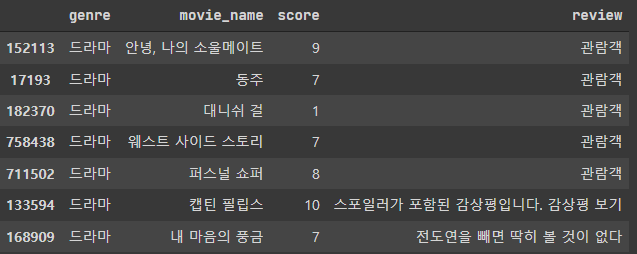 genre movie_name score review
152113 드라마 안녕, 나의 소울메이트 9 관람객
17193 드라마 동주 7 관람객
182370 드라마 대니쉬 걸 1 관람객
758438 드라마 웨스트 사이드 스토리 7 관람객
711502 드라마 퍼스널 쇼퍼 8 관람객
133594 드라마 캡틴 필립스 10 스포일러가 포함된 감상평입니다. 감상평 보기
168909 드라마 내 마음의 풍금 7 전도연을 빼면 딱히 볼 것이 없다